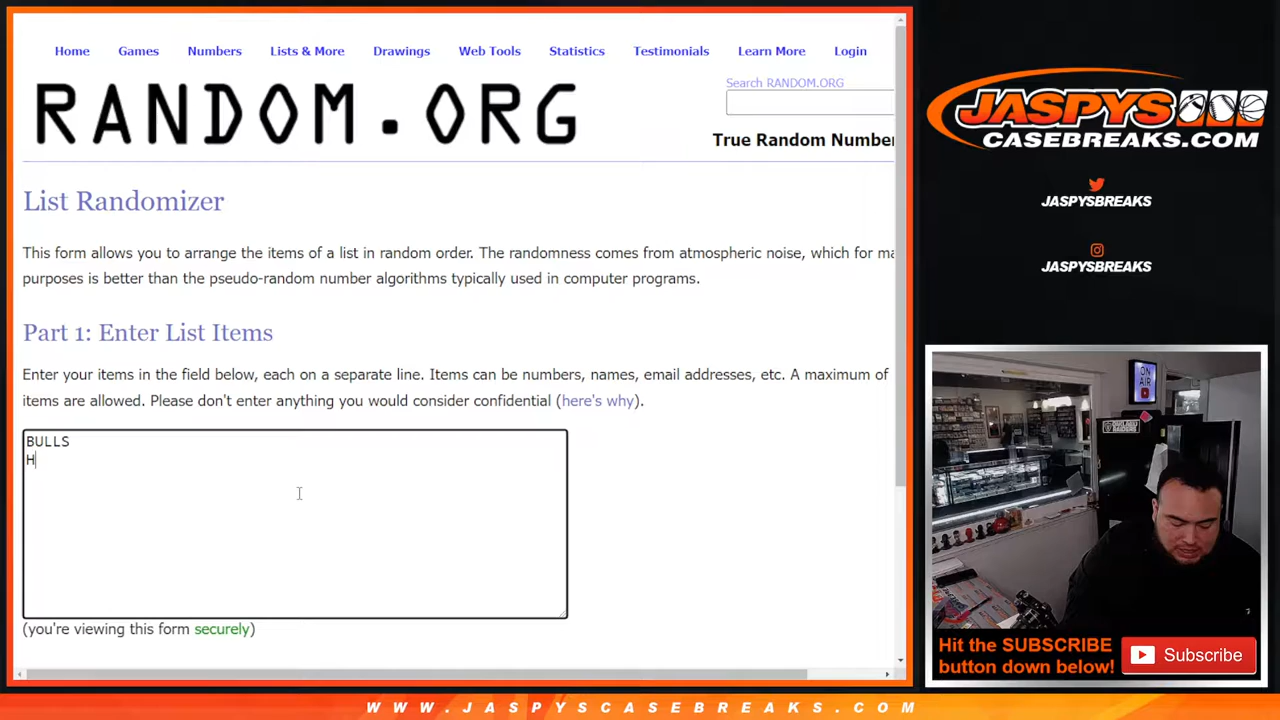 Home Games Numbers Lists & More Drawings Web Tools Statistics Testimonials Learn More Login
RANDOM.ORG
Search RANDOM.ORG
True Random Number
List Randomizer
This form allows you to arrange the items of a list in random order. The randomness comes from atmospheric noise, which for ma
purposes is better than the pseudo-random number algorithms typically used in computer programs.
Part 1: Enter List Items
Enter your items in the field below, each on a separate line. Items can be numbers, names, email addresses, etc. A maximum of
items are allowed. Please don't enter anything you would consider confidential (here's why).
BULLS
H
(you're viewing this form securely)
JASPYS
CASEBREAKS.COM
JASPYSBREAKS
JASPYSBREAKS
ON
AIR
Hit the SUBSCRIBE
button down below!
Subscribe
WWW.JASPYSCASEBREAKS.COM